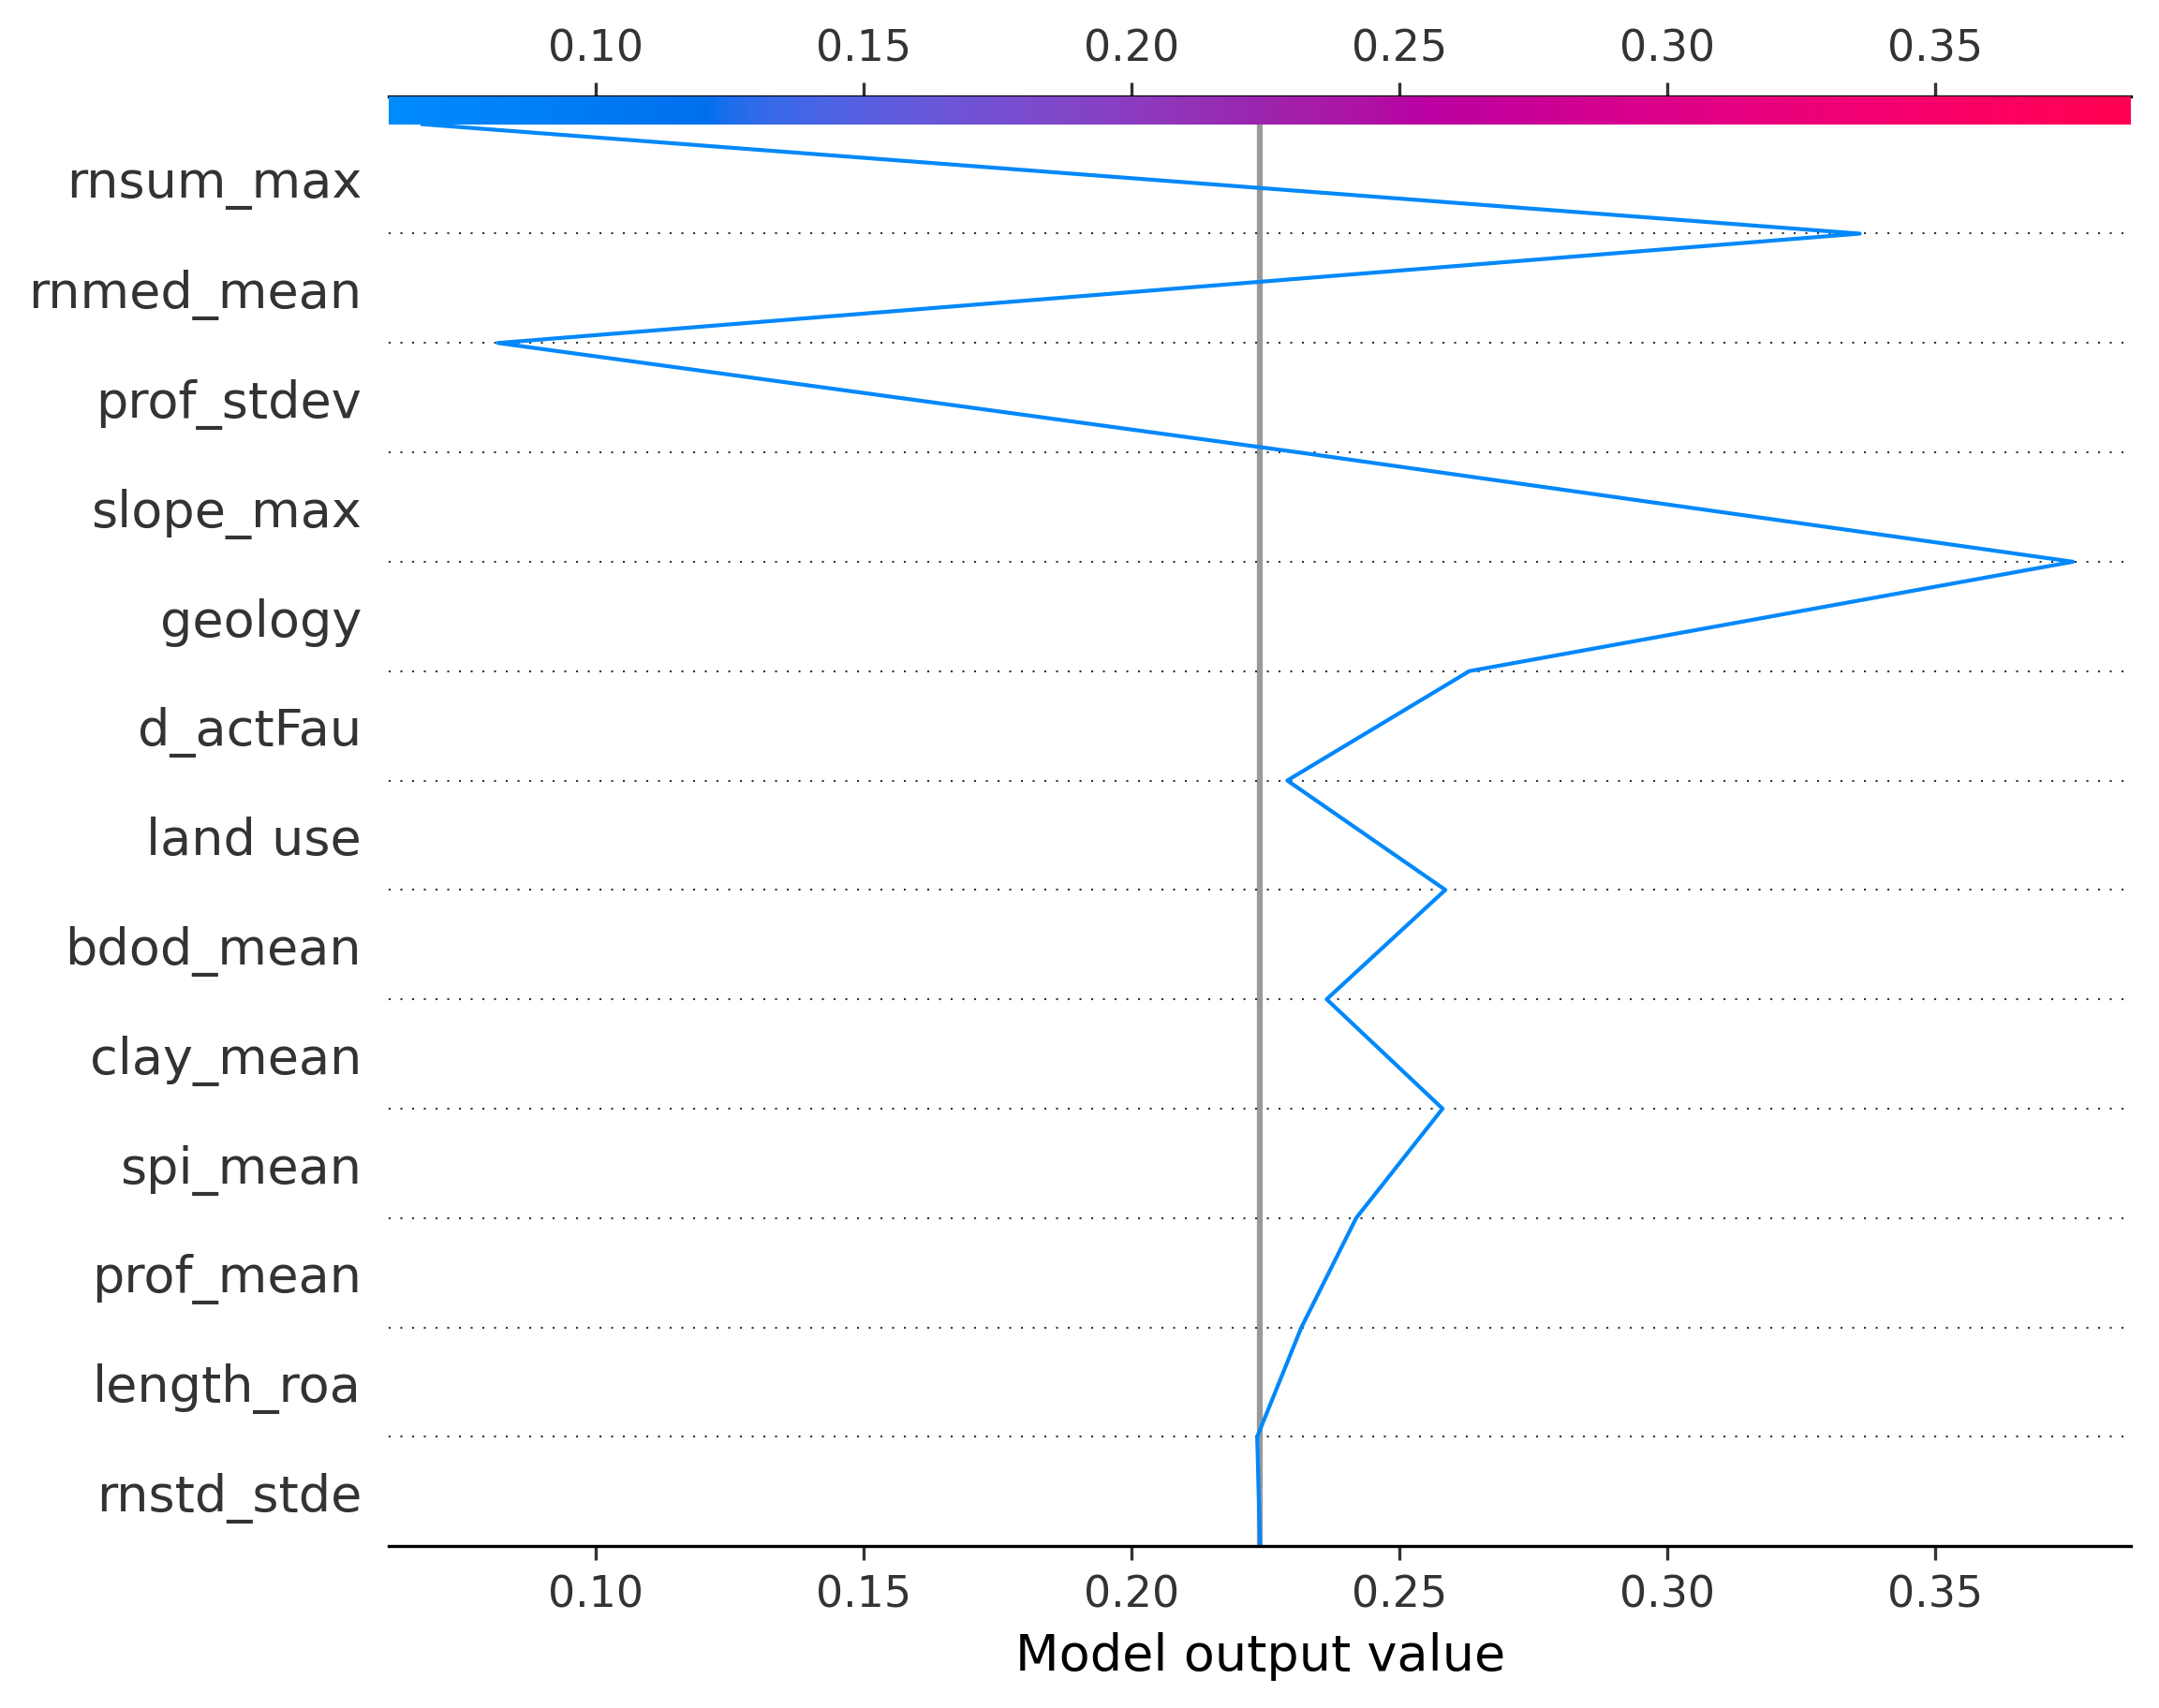 0.10 0.15 0.20 0.25 0.30 0.35
rnsum_max
rnmed_mean
prof_stdev
slope_max
geology
d_actFau
land use
bdod_mean
clay_mean
spi_mean
prof_mean
length_roa
rnstd_stde
0.10 0.15 0.20 0.25 0.30 0.35
Model output value